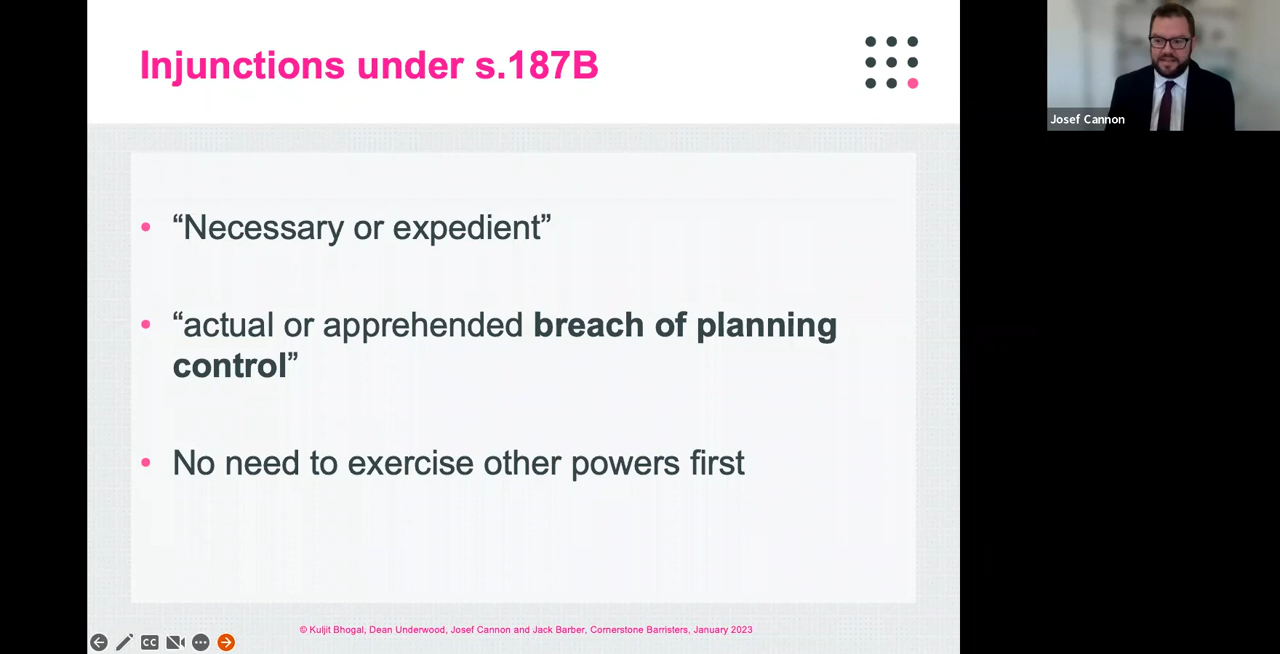 Injunctions under s.187B
Josef Cannon
• “Necessary or expedient”
• “actual or apprehended breach of planning
control”
• No need to exercise other powers first
© Kuljit Bhogal, Dean Underwood, Josef Cannon and Jack Barber, Cornerstone Barristers, January 2023
CC